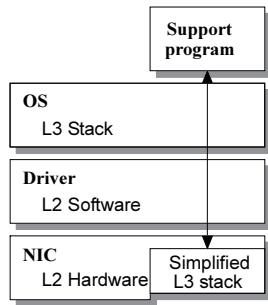 Support
program
OS
L3 Stack
Driver
L2 Software
NIC
L2 Hardware
Simplified
L3 stack